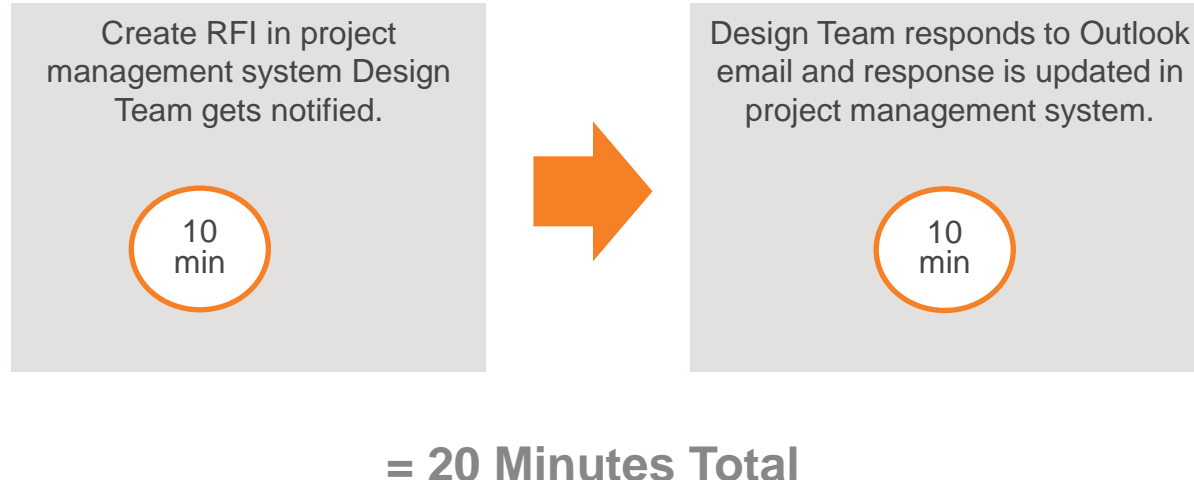 Create RFI in project
management system Design
Team gets notified.
10
min
Design Team responds to Outlook
email and response is updated in
project management system.
10
min
= 20 Minutes Total